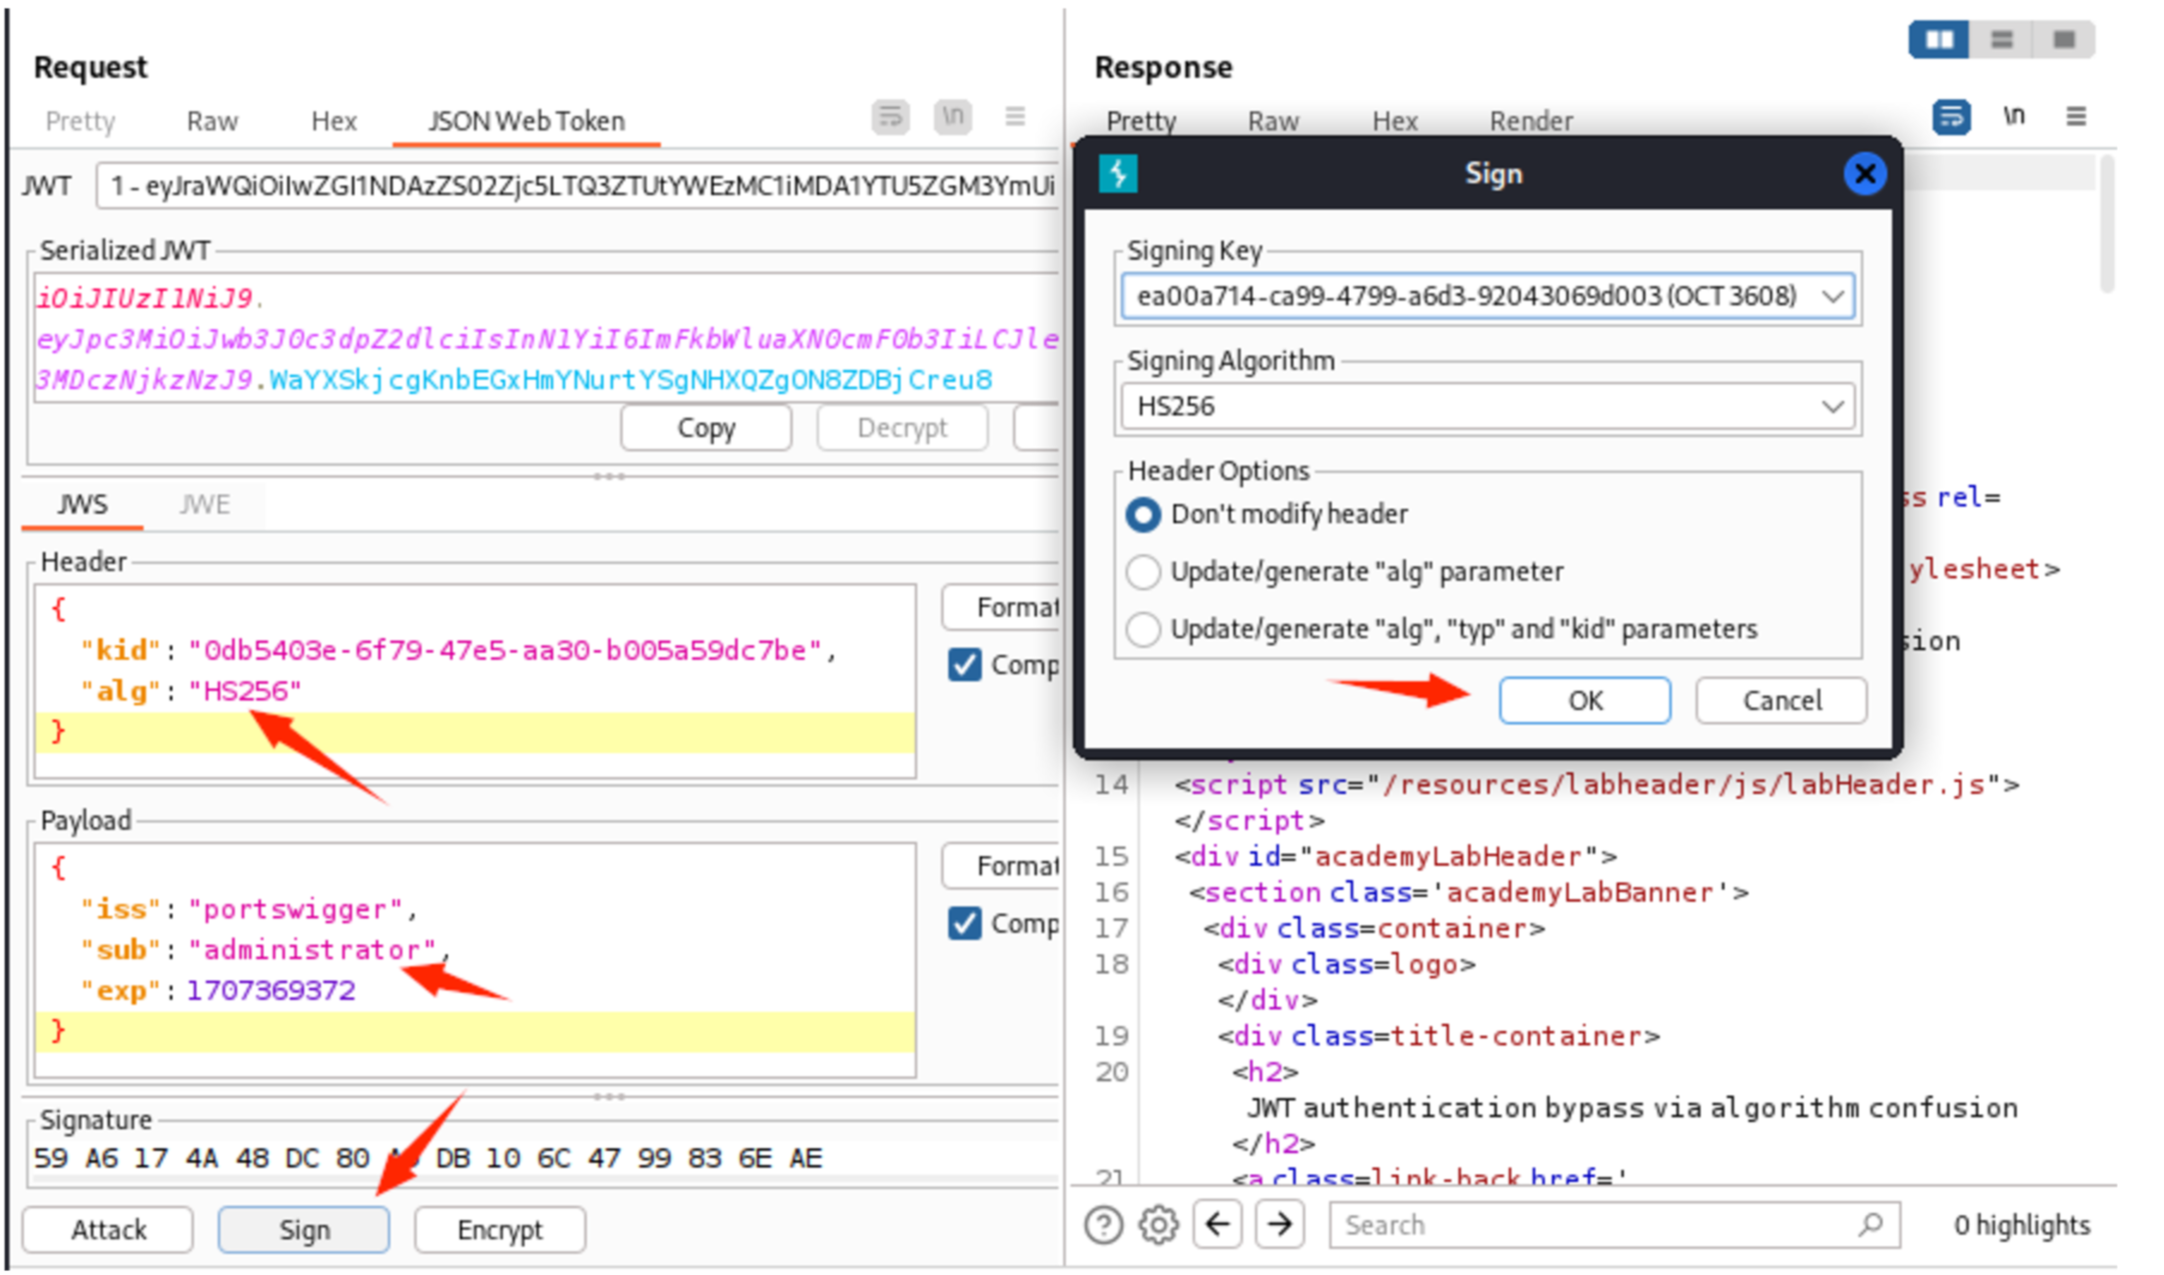 Request
Pretty Raw Hex JSON Web Token \n
JWT 1 - eyJraWQiOiIwZGI1NDAzZS02Zjc5LTQ3ZTUtYWEzMC1iMDA1YTU5ZGM3YmUi
Serialized JWT
iOiJIUzI1NiJ9.
eyJpc3MiOiJwb3J0c3dpZ2dlciIsInN1YiI6ImFkbWluaXN0cmF0b3IiLCJle
3MDczNjkzNzJ9.WaYXSkjcgKnbEGxHmYNurtYSgNHXQZgON8ZDBjCreu8
Copy Decrypt
JWS JWE
Header
{
"kid": "0db5403e-6f79-47e5-aa30-b005a59dc7be",
"alg": "HS256"
}
Format
Comp
Payload
{
"iss": "portswigger",
"sub": "administrator",
"exp": 1707369372
}
Format
Comp
Signature
59 A6 17 4A 48 DC 80 DB 10 6C 47 99 83 6E AE
Attack Sign Encrypt
Response
Pretty Raw Hex Render \n
Sign
Signing Key
ea00a714-ca99-4799-a6d3-92043069d003 (OCT 3608)
Signing Algorithm
HS256
Header Options
Don't modify header
Update/generate "alg" parameter
Update/generate "alg", "typ" and "kid" parameters
OK Cancel
ss rel=
ylesheet>
sion
14 <script src="/resources/labheader/js/labHeader.js">
</script>
15 <div id="academyLabHeader">
16 <section class='academyLabBanner'>
17 <div class=container>
18 <div class=logo>
</div>
19 <div class=title-container>
20 <h2>
JWT authentication bypass via algorithm confusion
</h2>
21 <a class=link-back href='
Search 0 highlights